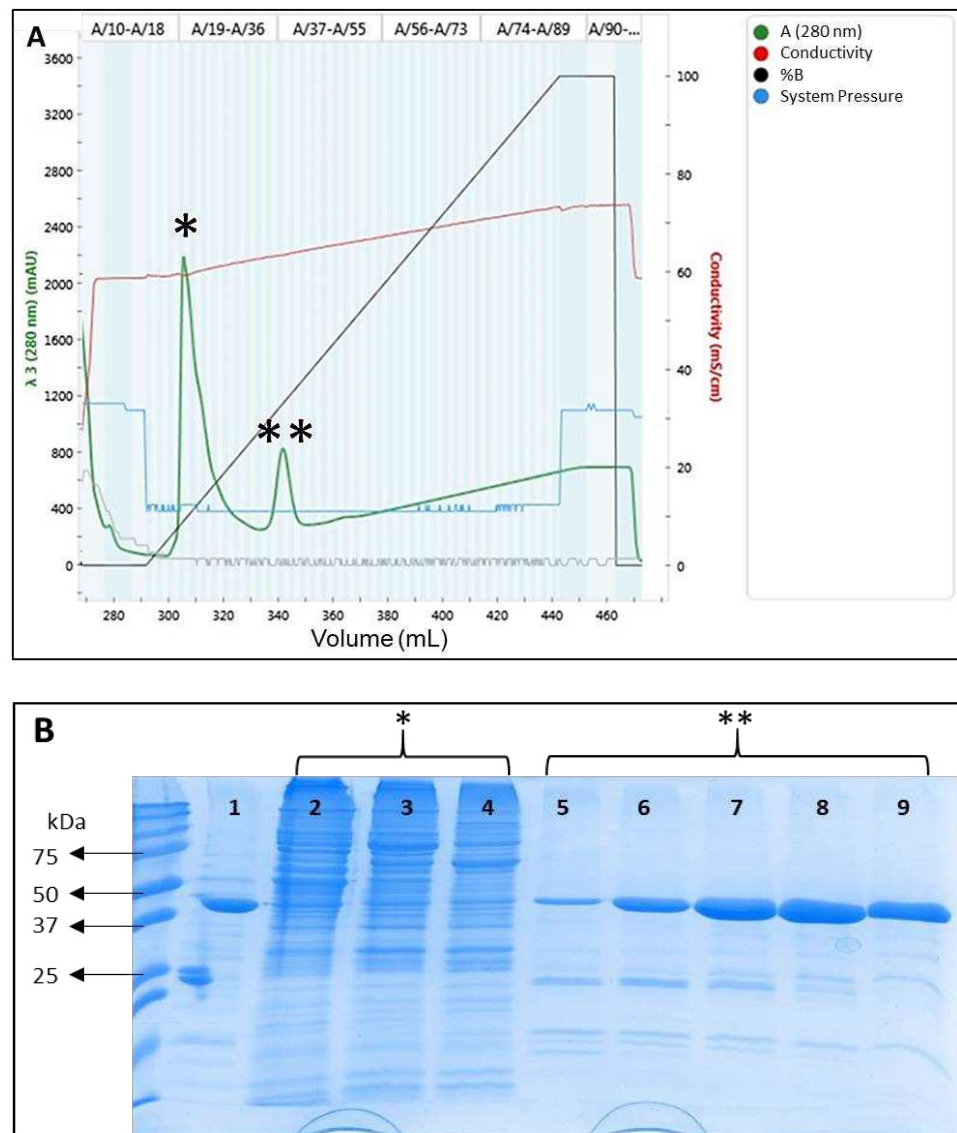 A
A/10-A/18 A/19-A/36 A/37-A/55 A/56-A/73 A/74-A/89 A/90-...
A (280 nm)
Conductivity
%B
System Pressure
3600
3200
2800
2400
2000
1600
1200
800
400
0
λ 3 (280 nm) (mAU)
*
**
100
80
60
40
20
0
Conductivity (mS/cm)
280 300 320 340 360 380 400 420 440 460
Volume (mL)
B
* **
kDa
75
50
37
25
1 2 3 4 5 6 7 8 9